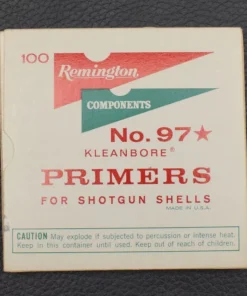 100
Remington
COMPONENTS
No. 97★
KLEANBORE®
PRIMERS
FOR SHOTGUN SHELLS
MADE IN U.S.A.
CAUTION May explode if subjected to percussion or intense heat.
Keep in this container until used. Keep out of reach of children.